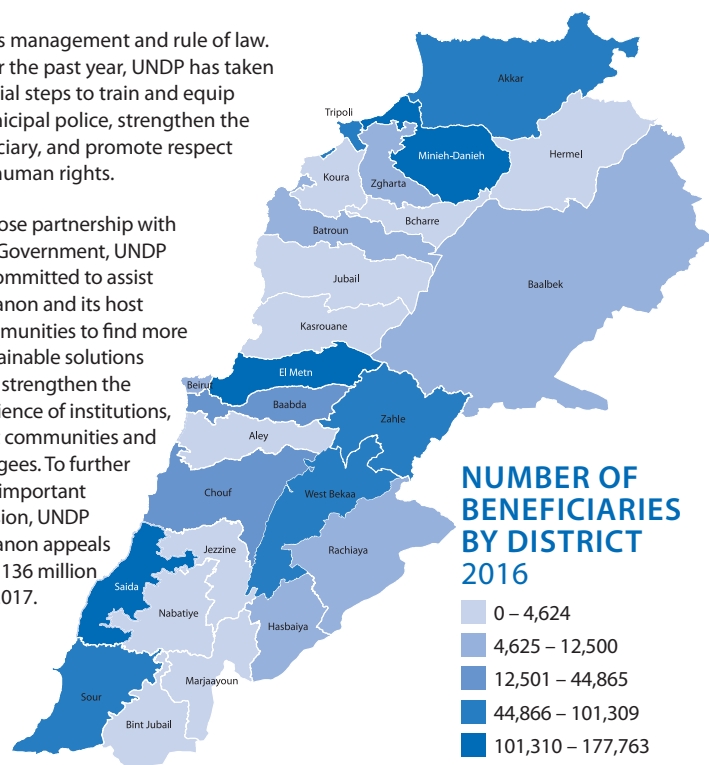 s management and rule of law.
r the past year, UNDP has taken
ial steps to train and equip
nicipal police, strengthen the
ciary, and promote respect
human rights.
ose partnership with
Government, UNDP
ommitted to assist
anon and its host
munities to find more
ainable solutions
strengthen the
ience of institutions,
communities and
gees. To further
important
sion, UNDP
anon appeals
136 million
017.
Akkar
Tripoli
Minieh-Danieh
Hermel
Koura
Zgharta
Bcharre
Batroun
Jubail
Baalbek
Kasrouane
El Metn
Beirut
Baabda
Zahle
Aley
Chouf
West Bekaa
Jezzine
Rachiaya
Saida
Nabatiye
Hasbaiya
Marjaayoun
Sour
Bint Jubail
NUMBER OF
BENEFICIARIES
BY DISTRICT
2016
0 – 4,624
4,625 – 12,500
12,501 – 44,865
44,866 – 101,309
101,310 – 177,763